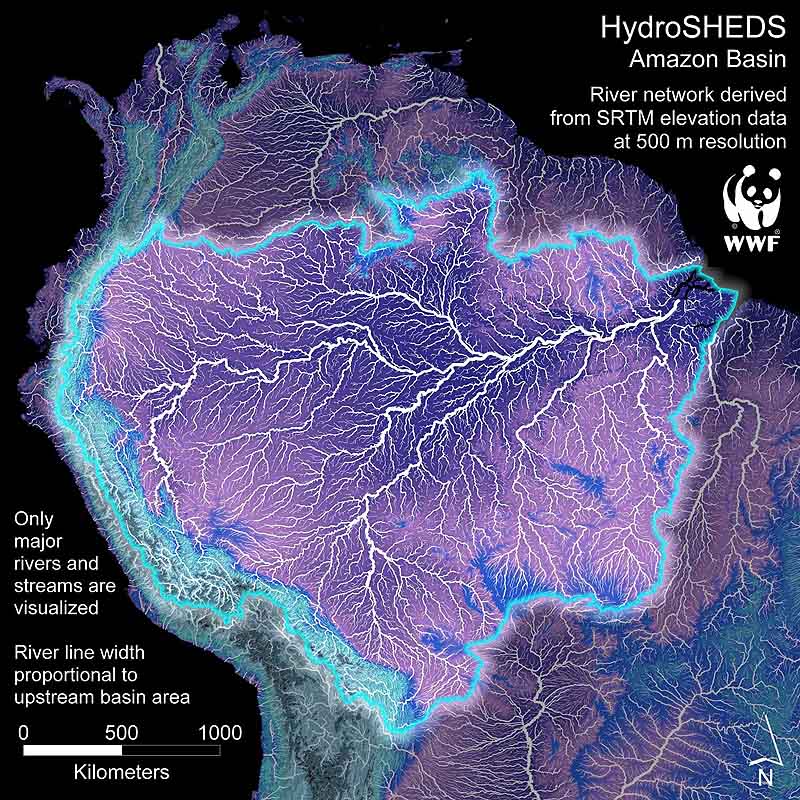 HydroSHEDS
Amazon Basin
River network derived
from SRTM elevation data
at 500 m resolution
WWF
Only
major
rivers and
streams are
visualized
River line width
proportional to
upstream basin area
0 500 1000
Kilometers
N